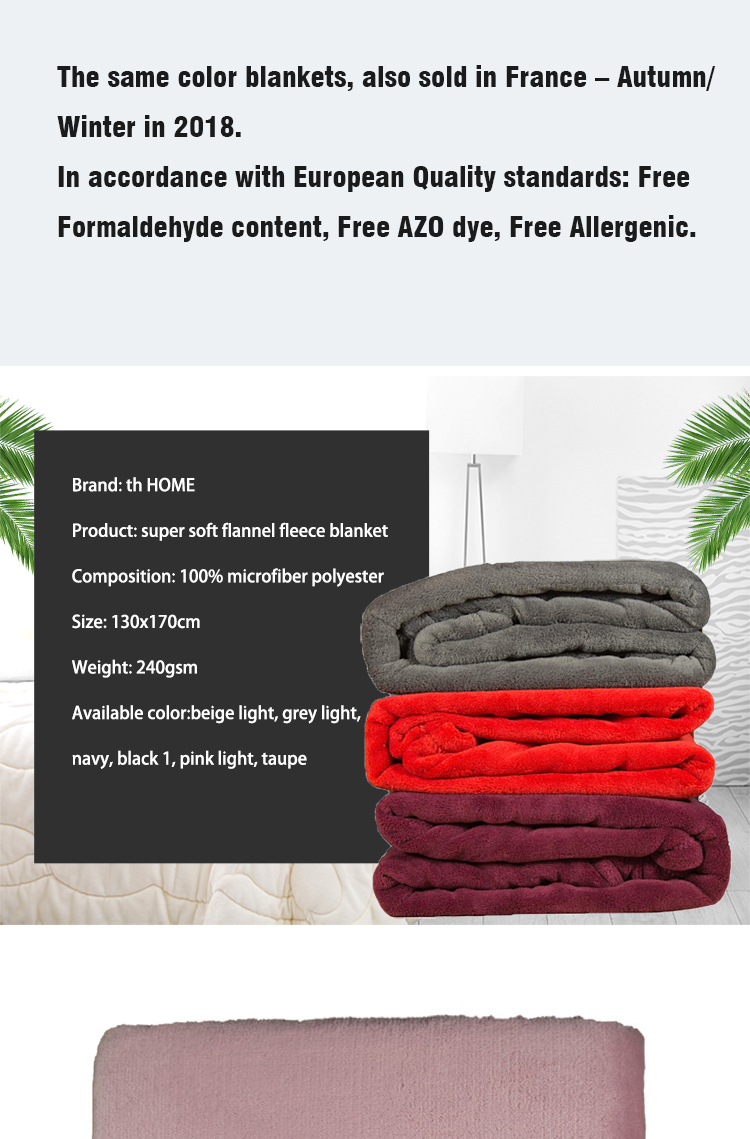 The same color blankets, also sold in France – Autumn/
Winter in 2018.
In accordance with European Quality standards: Free
Formaldehyde content, Free AZO dye, Free Allergenic.
Brand: th HOME
Product: super soft flannel fleece blanket
Composition: 100% microfiber polyester
Size: 130x170cm
Weight: 240gsm
Available color:beige light, grey light,
navy, black 1, pink light, taupe